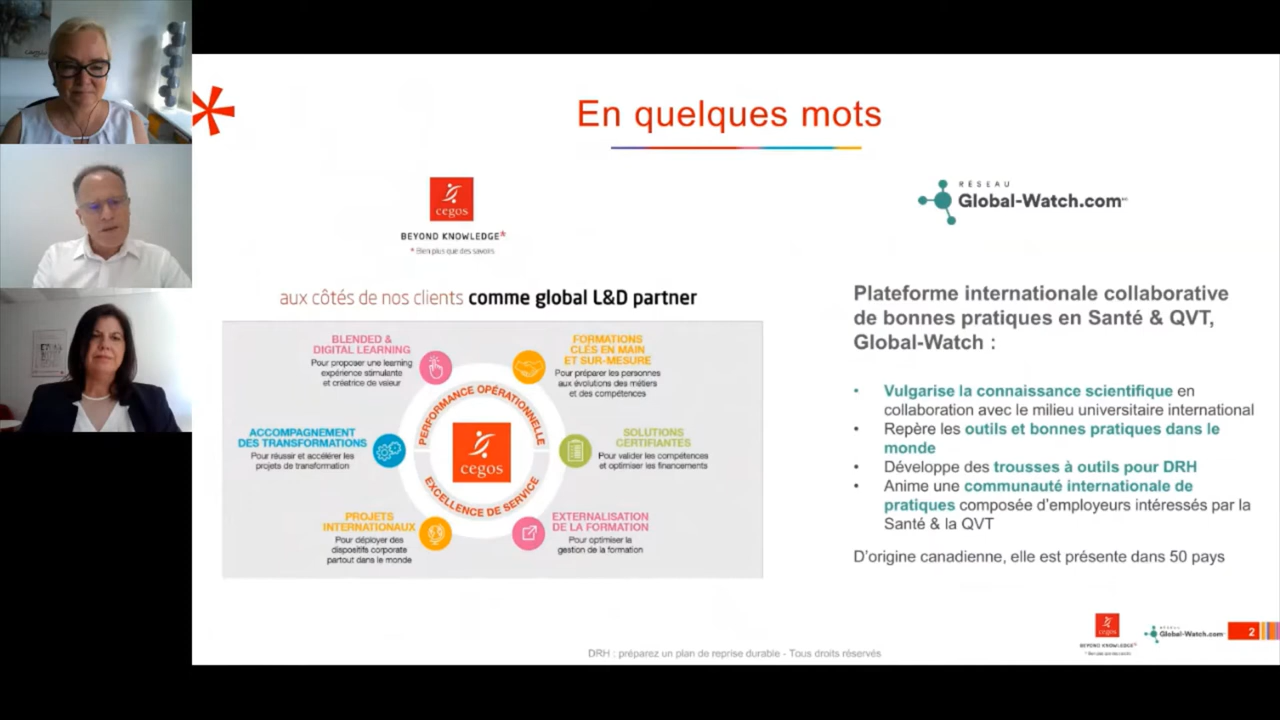 En quelques mots
cegos
BEYOND KNOWLEDGE*
* Bien plus que des savoirs
RÉSEAU
Global-Watch.com
aux côtés de nos clients comme global L&D partner
BLENDED &
DIGITAL LEARNING
Pour proposer une learning
expérience stimulante
et créatrice de valeur
FORMATIONS
CLÉS EN MAIN
ET SUR-MESURE
Pour préparer les personnes
aux évolutions des métiers
et des compétences
ACCOMPAGNEMENT
DES TRANSFORMATIONS
Pour réussir et accélérer les
projets de transformation
PERFORMANCE OPÉRATIONNELLE
cegos
EXCELLENCE DE SERVICE
SOLUTIONS
CERTIFIANTES
Pour valider les compétences
et optimiser les financements
PROJETS
INTERNATIONAUX
Pour déployer des
dispositifs corporate
partout dans le monde
EXTERNALISATION
DE LA FORMATION
Pour optimiser la
gestion de la formation
Plateforme internationale collaborative
de bonnes pratiques en Santé & QVT,
Global-Watch :
• Vulgarise la connaissance scientifique en
collaboration avec le milieu universitaire international
• Repère les outils et bonnes pratiques dans le
monde
• Développe des trousses à outils pour DRH
• Anime une communauté internationale de
pratiques composée d'employeurs intéressés par la
Santé & la QVT
D'origine canadienne, elle est présente dans 50 pays
cegos
BEYOND KNOWLEDGE*
* Bien plus que des savoirs
RÉSEAU
Global-Watch.com
2
DRH : préparez un plan de reprise durable - Tous droits réservés